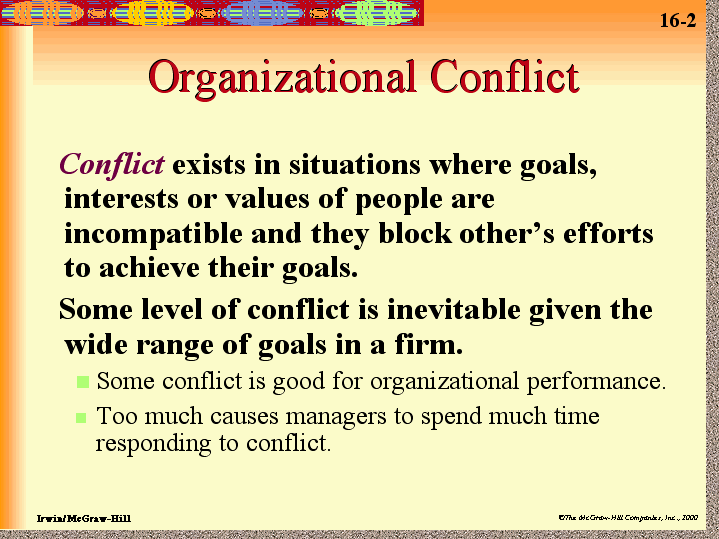 16-2
Organizational Conflict
Conflict exists in situations where goals,
interests or values of people are
incompatible and they block other’s efforts
to achieve their goals.
Some level of conflict is inevitable given the
wide range of goals in a firm.
Some conflict is good for organizational performance.
Too much causes managers to spend much time
responding to conflict.
Irwin/McGraw-Hill
©The McGraw-Hill Companies, Inc., 2000